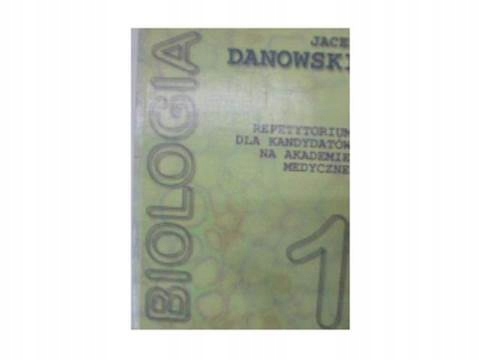 JACE
DANOWSKI
BIOLOGIA
REPETYTORIUM
DLA KANDYDATÓW
NA AKADEMIE
MEDYCZNE
1